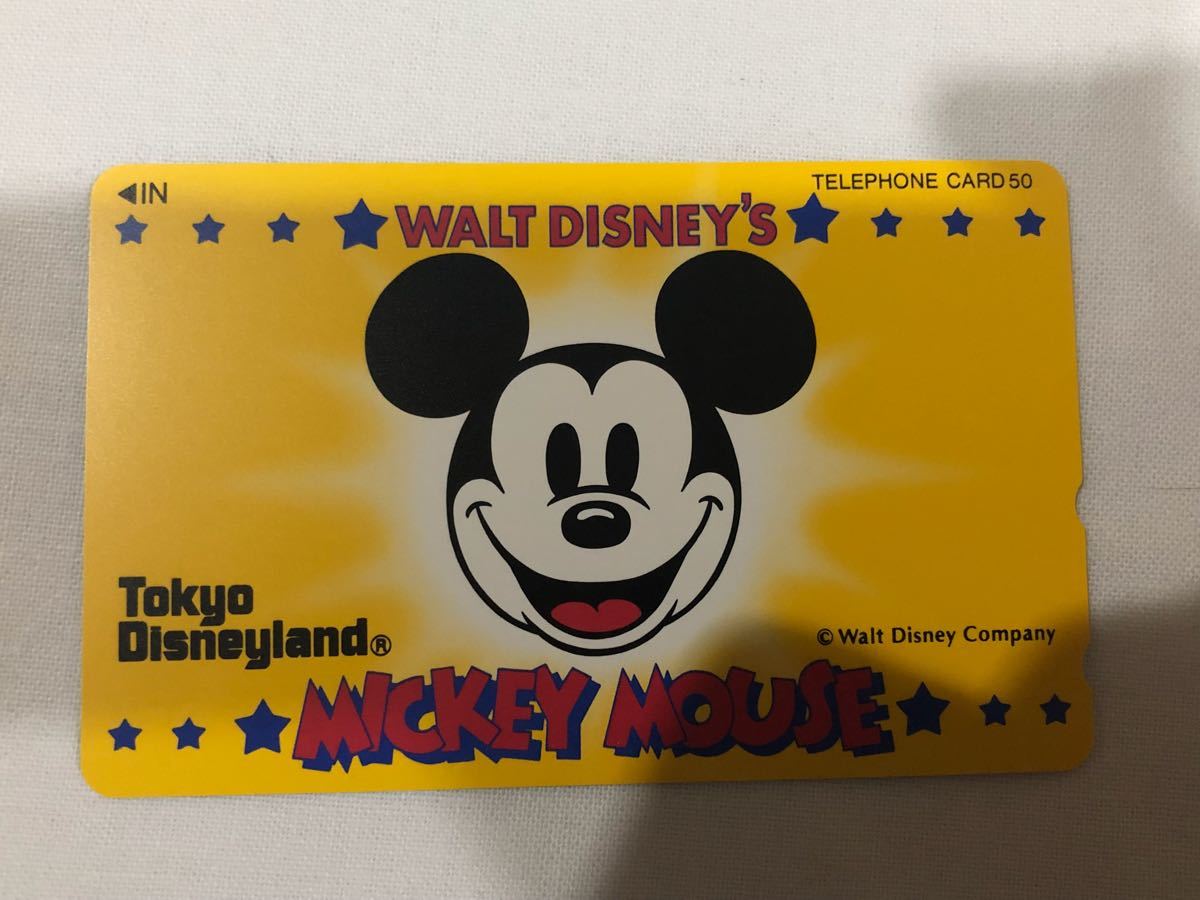 ◀IN
TELEPHONE CARD 50
WALT DISNEY'S
Tokyo
Disneyland®
© Walt Disney Company
MICKEY MOUSE